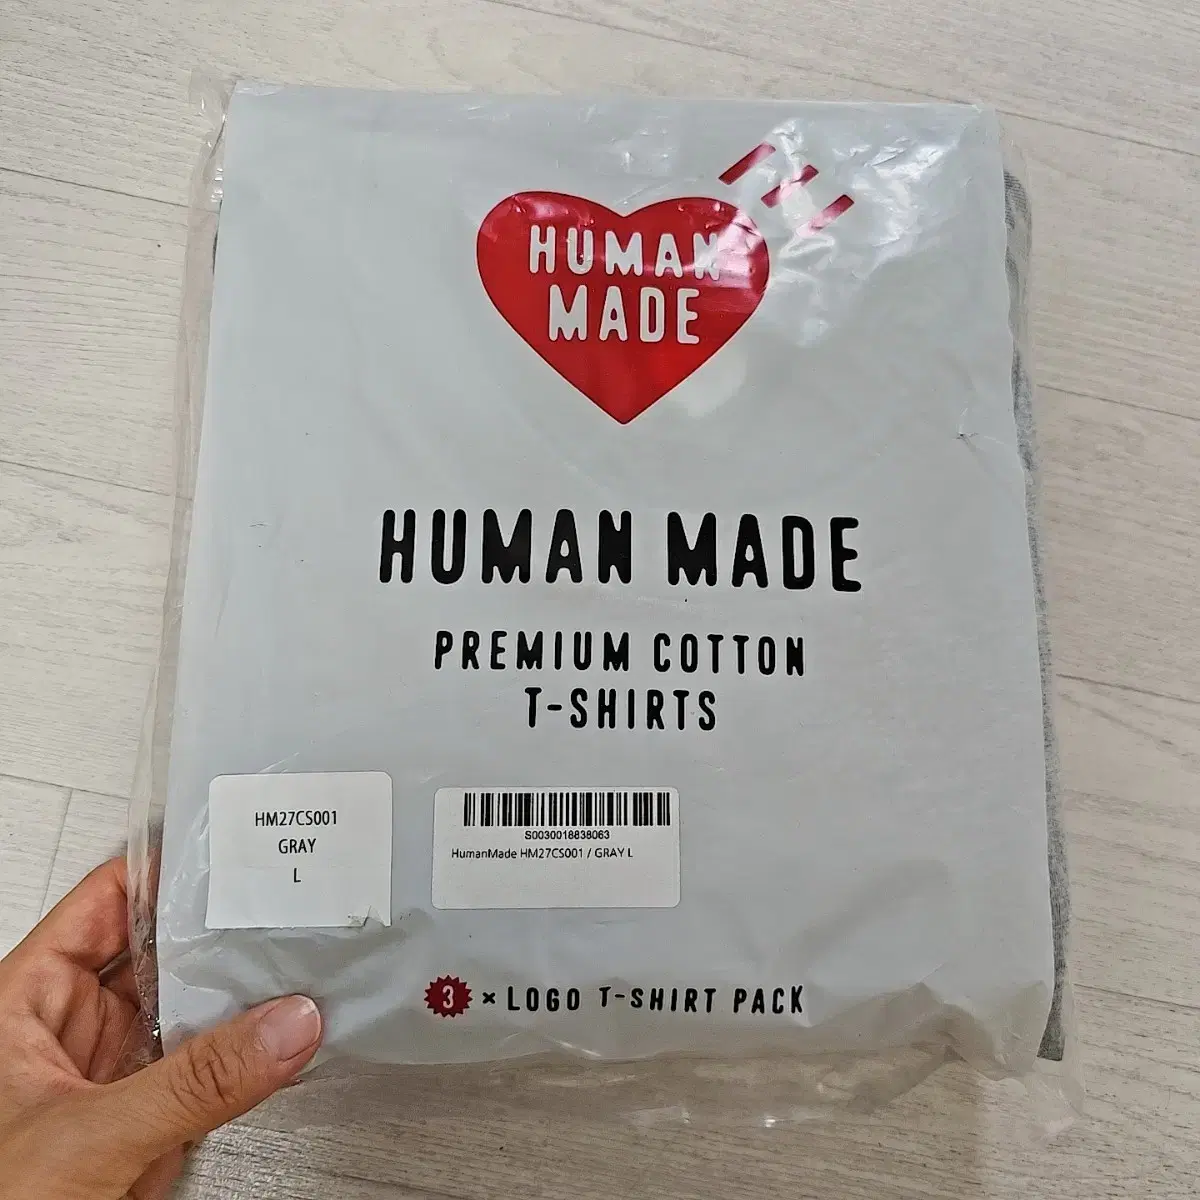 HUMAN
MADE
HUMAN MADE
PREMIUM COTTON
T-SHIRTS
HM27CS001
GRAY
L
S0030018838063
HumanMade HM27CS001 / GRAY L
3 × LOGO T-SHIRT PACK